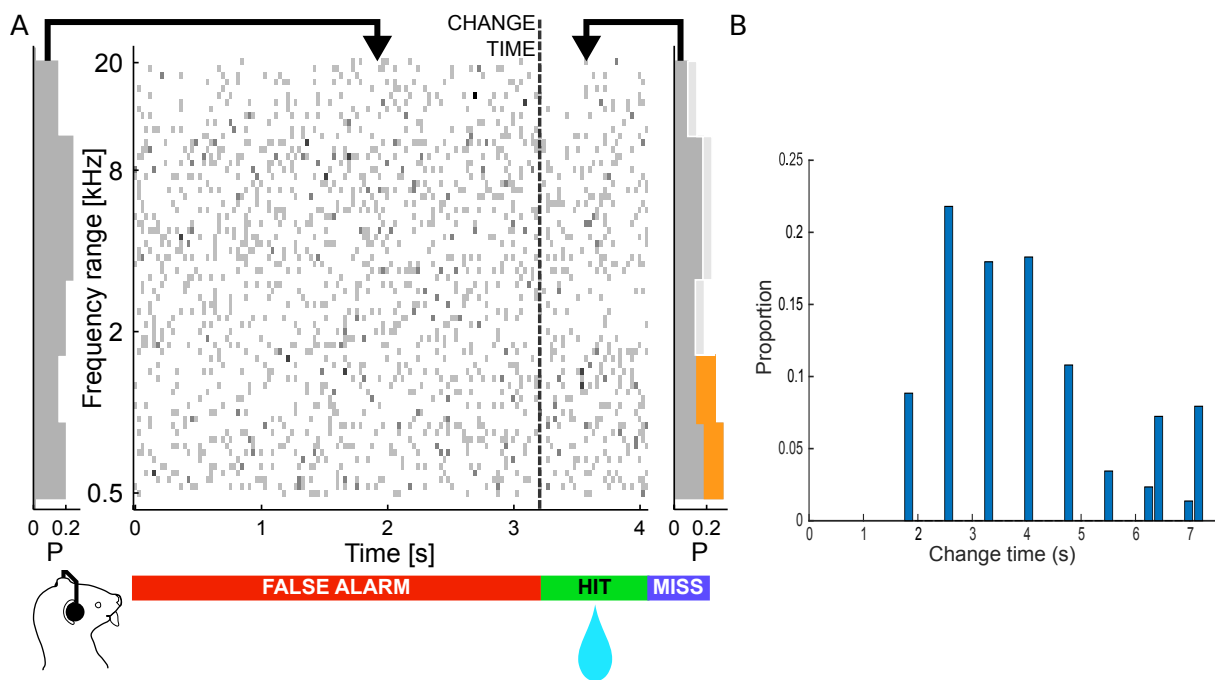 A
CHANGE
TIME
B
Frequency range [kHz]
20
8
2
0.5
0 0.2
P
0 1 2 3 4
Time [s]
0 0.2
P
FALSE ALARM HIT MISS
Proportion
0.25
0.2
0.15
0.1
0.05
0
0 1 2 3 4 5 6 7
Change time (s)